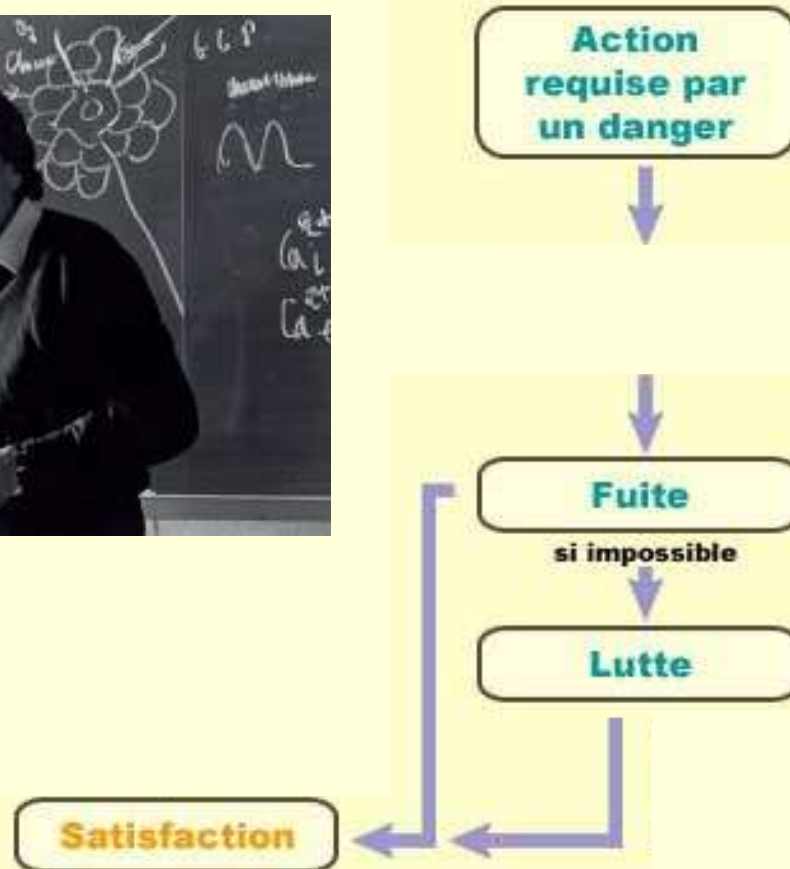 Action
requise par
un danger
Fuite
si impossible
Lutte
Satisfaction